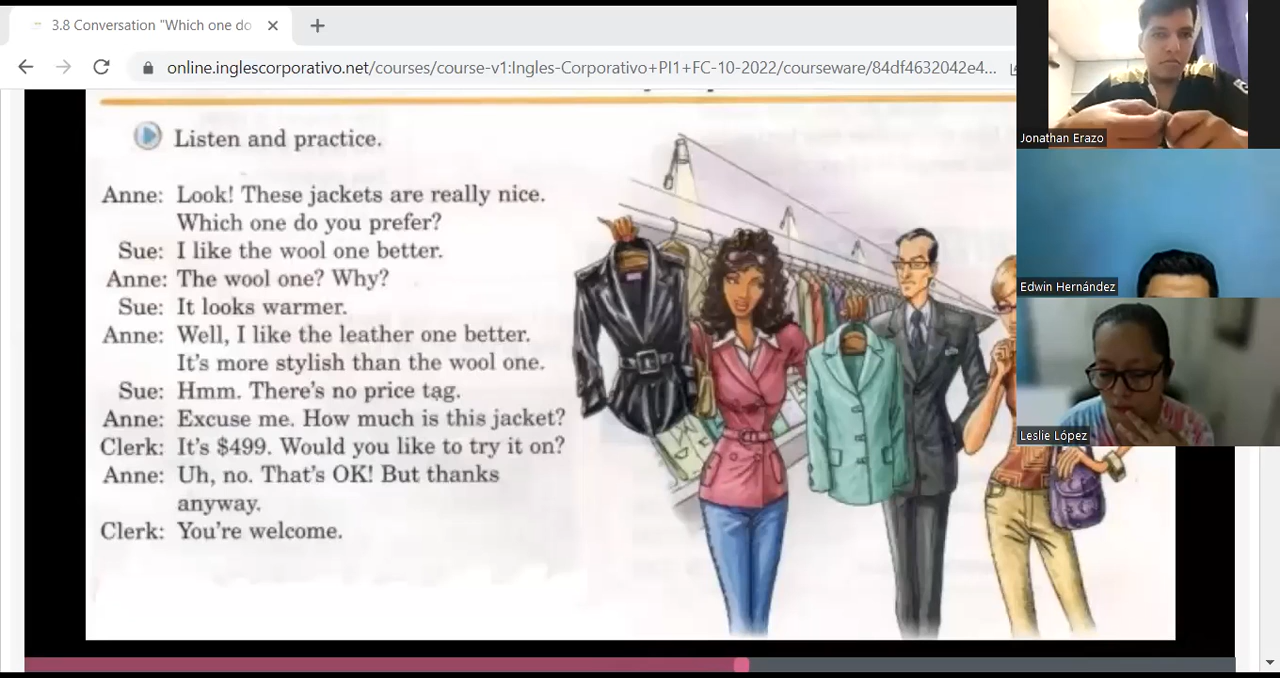 3.8 Conversation "Which one do
online.inglescorporativo.net/courses/course-v1:Ingles-Corporativo+PI1+FC-10-2022/courseware/84df4632042e4...
Listen and practice.
Anne: Look! These jackets are really nice.
Which one do you prefer?
Sue: I like the wool one better.
Anne: The wool one? Why?
Sue: It looks warmer.
Anne: Well, I like the leather one better.
It's more stylish than the wool one.
Sue: Hmm. There's no price tag.
Anne: Excuse me. How much is this jacket?
Clerk: It's $499. Would you like to try it on?
Anne: Uh, no. That's OK! But thanks
anyway.
Clerk: You're welcome.
Jonathan Erazo
Edwin Hernández
Leslie López